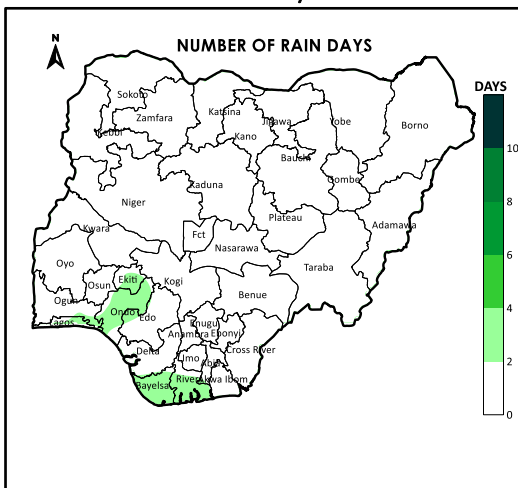 N
NUMBER OF RAIN DAYS
DAYS
Sokoto
Zamfara
Kebbi
Katsina
Jigawa
Yobe
Borno
Kano
Bauchi
Gombe
Kaduna
Niger
Plateau
Adamawa
Kwara
Fct
Nasarawa
Taraba
Oyo
Osun
Ekiti
Kogi
Benue
Ogun
Lagos
Ondo
Edo
Enugu
Anambra
Ebonyi
Delta
Imo
Abia
Cross River
Bayelsa
Rivers
Akwa Ibom
10
8
6
4
2
0